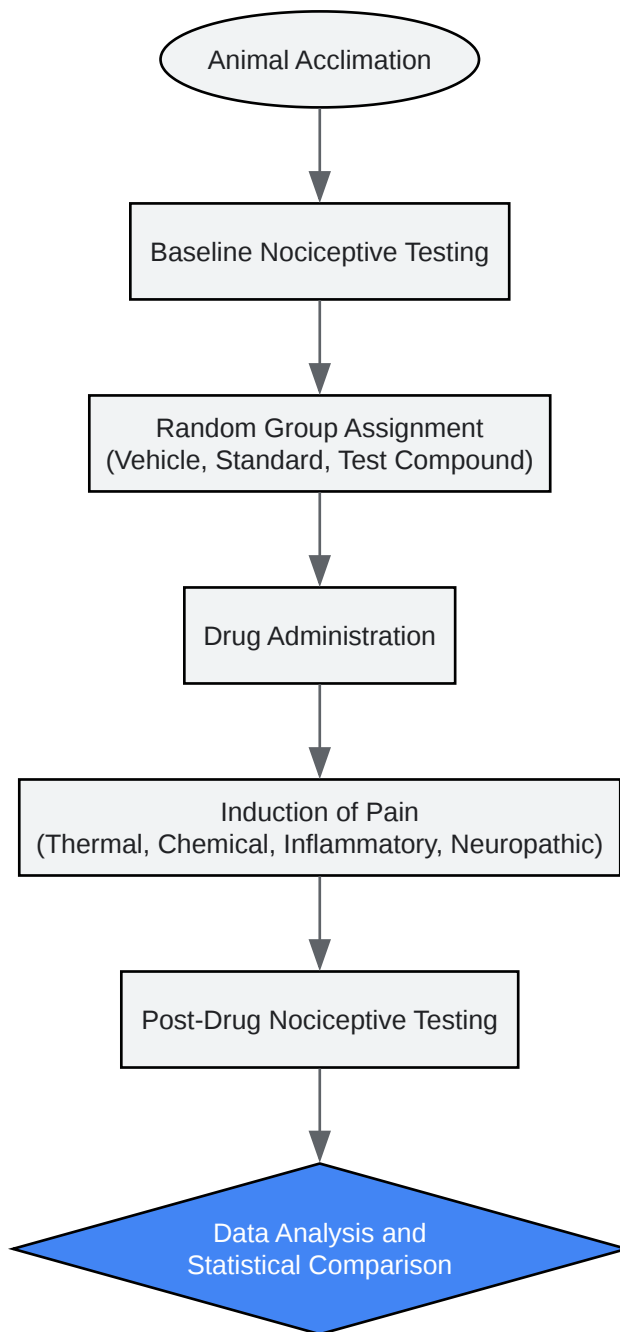 Animal Acclimation
Baseline Nociceptive Testing
Random Group Assignment
(Vehicle, Standard, Test Compound)
Drug Administration
Induction of Pain
(Thermal, Chemical, Inflammatory, Neuropathic)
Post-Drug Nociceptive Testing
Data Analysis and
Statistical Comparison